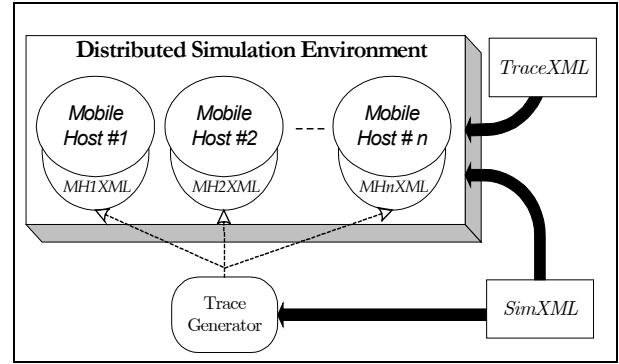 Distributed Simulation Environment
TraceXML
Mobile
Host #1
Mobile
Host #2
Mobile
Host # n
MH1XML
MH2XML
MHnXML
Trace
Generator
SimXML